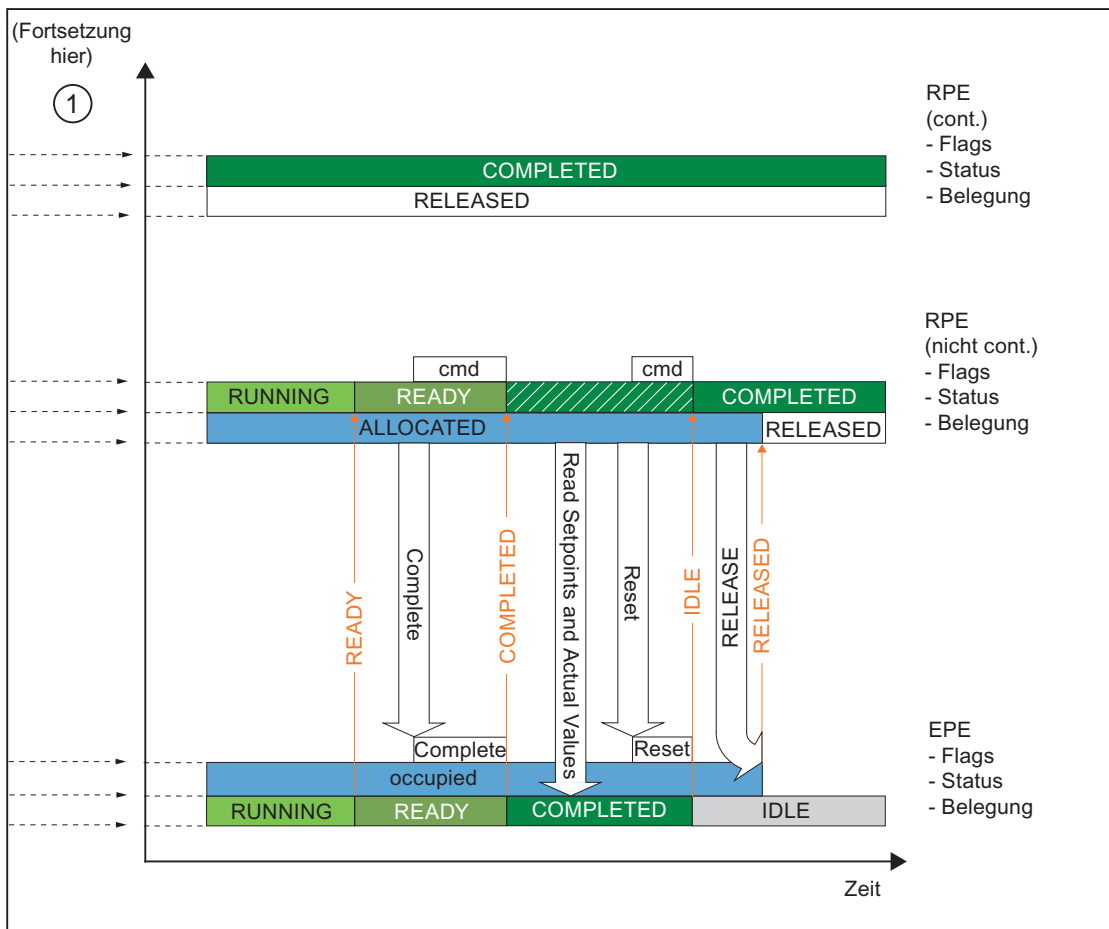 (Fortsetzung
hier)
1
RPE
(cont.)
- Flags
- Status
- Belegung
COMPLETED
RELEASED
RPE
(nicht cont.)
- Flags
- Status
- Belegung
cmd
cmd
RUNNING
READY
COMPLETED
ALLOCATED
RELEASED
READY
Complete
COMPLETED
Read Setpoints and Actual Values
Reset
IDLE
RELEASE
RELEASED
EPE
- Flags
- Status
- Belegung
Complete
Reset
occupied
RUNNING
READY
COMPLETED
IDLE
Zeit